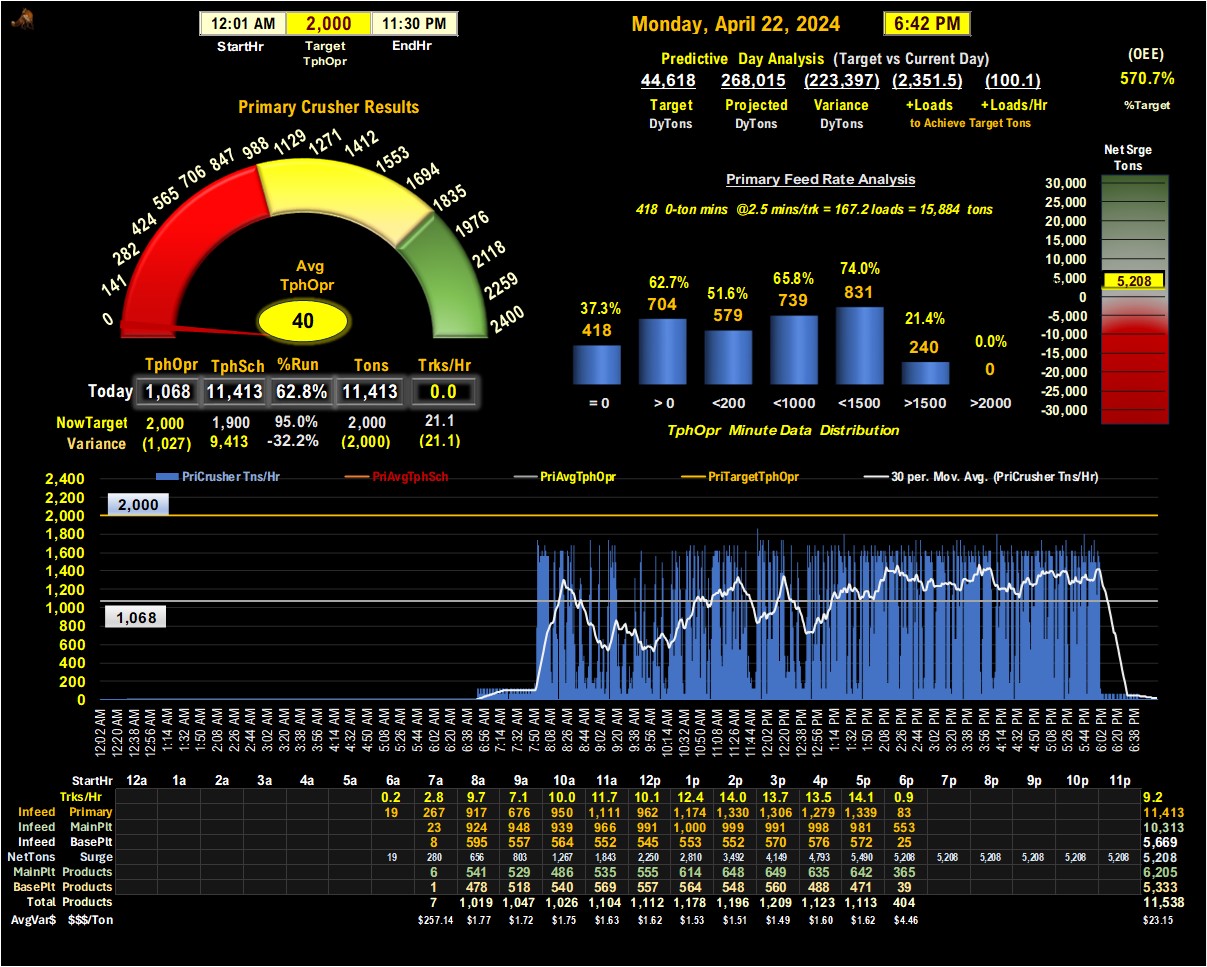 12:01 AM 2,000 11:30 PM
StartHr Target TphOpr EndHr
Monday, April 22, 2024 6:42 PM
Predictive Day Analysis (Target vs Current Day)
44,618 268,015 (223,397) (2,351.5) (100.1)
Target Projected Variance +Loads +Loads/Hr
DyTons DyTons DyTons to Achieve Target Tons
(OEE)
570.7%
%Target
Primary Crusher Results
0 141 282 424 565 706 847 988 1129 1271 1412 1553 1694 1835 1976 2118 2259 2400
Avg
TphOpr
40
TphOpr TphSch %Run Tons Trks/Hr
Today 1,068 11,413 62.8% 11,413 0.0
NowTarget 2,000 1,900 95.0% 2,000 21.1
Variance (1,027) 9,413 -32.2% (2,000) (21.1)
Primary Feed Rate Analysis
418 0-ton mins @2.5 mins/trk = 167.2 loads = 15,884 tons
37.3% 62.7% 51.6% 65.8% 74.0% 21.4% 0.0%
418 704 579 739 831 240 0
= 0 > 0 <200 <1000 <1500 >1500 >2000
TphOpr Minute Data Distribution
Net Srge
Tons
30,000
25,000
20,000
15,000
10,000
5,000
5,208
0
-5,000
-10,000
-15,000
-20,000
-25,000
-30,000
PriCrusher Tns/Hr PriAvgTphSch PriAvgTphOpr PriTargetTphOpr 30 per. Mov. Avg. (PriCrusher Tns/Hr)
2,400
2,200
2,000
1,800
1,600
1,400
1,200
1,000
800
600
400
200
0
2,000
1,068
12:02 AM 12:20 AM 12:38 AM 12:56 AM 1:14 AM 1:32 AM 1:50 AM 2:08 AM 2:26 AM 2:44 AM 3:02 AM 3:20 AM 3:38 AM 3:56 AM 4:14 AM 4:32 AM 4:50 AM 5:08 AM 5:26 AM 5:44 AM 6:02 AM 6:20 AM 6:38 AM 6:56 AM 7:14 AM 7:32 AM 7:50 AM 8:08 AM 8:26 AM 8:44 AM 9:02 AM 9:20 AM 9:38 AM 9:56 AM 10:14 AM 10:32 AM 10:50 AM 11:08 AM 11:26 AM 11:44 AM 12:02 PM 12:20 PM 12:38 PM 12:56 PM 1:14 PM 1:32 PM 1:50 PM 2:08 PM 2:26 PM 2:44 PM 3:02 PM 3:20 PM 3:38 PM 3:56 PM 4:14 PM 4:32 PM 4:50 PM 5:08 PM 5:26 PM 5:44 PM 6:02 PM 6:20 PM 6:38 PM
StartHr 12a 1a 2a 3a 4a 5a 6a 7a 8a 9a 10a 11a 12p 1p 2p 3p 4p 5p 6p 7p 8p 9p 10p 11p
Trks/Hr 0.2 2.8 9.7 7.1 10.0 11.7 10.1 12.4 14.0 13.7 13.5 14.1 0.9 9.2
Infeed Primary 19 267 917 676 950 1,111 962 1,174 1,330 1,306 1,279 1,339 83 11,413
Infeed MainPlt 23 924 948 939 966 991 1,000 999 991 998 981 553 10,313
Infeed BasePlt 8 595 557 564 552 545 553 552 570 576 572 25 5,669
NetTons Surge 19 280 656 803 1,267 1,843 2,250 2,810 3,492 4,149 4,793 5,490 5,208 5,208 5,208 5,208 5,208 5,208 5,208
MainPlt Products 6 541 529 486 535 555 614 648 649 635 642 365 6,205
BasePlt Products 1 478 518 540 569 557 564 548 560 488 471 39 5,333
Total Products 7 1,019 1,047 1,026 1,104 1,112 1,178 1,196 1,209 1,123 1,113 404 11,538
AvgVar$ $$$/Ton $257.14 $1.77 $1.72 $1.75 $1.63 $1.62 $1.53 $1.51 $1.49 $1.60 $1.62 $4.46 $23.15